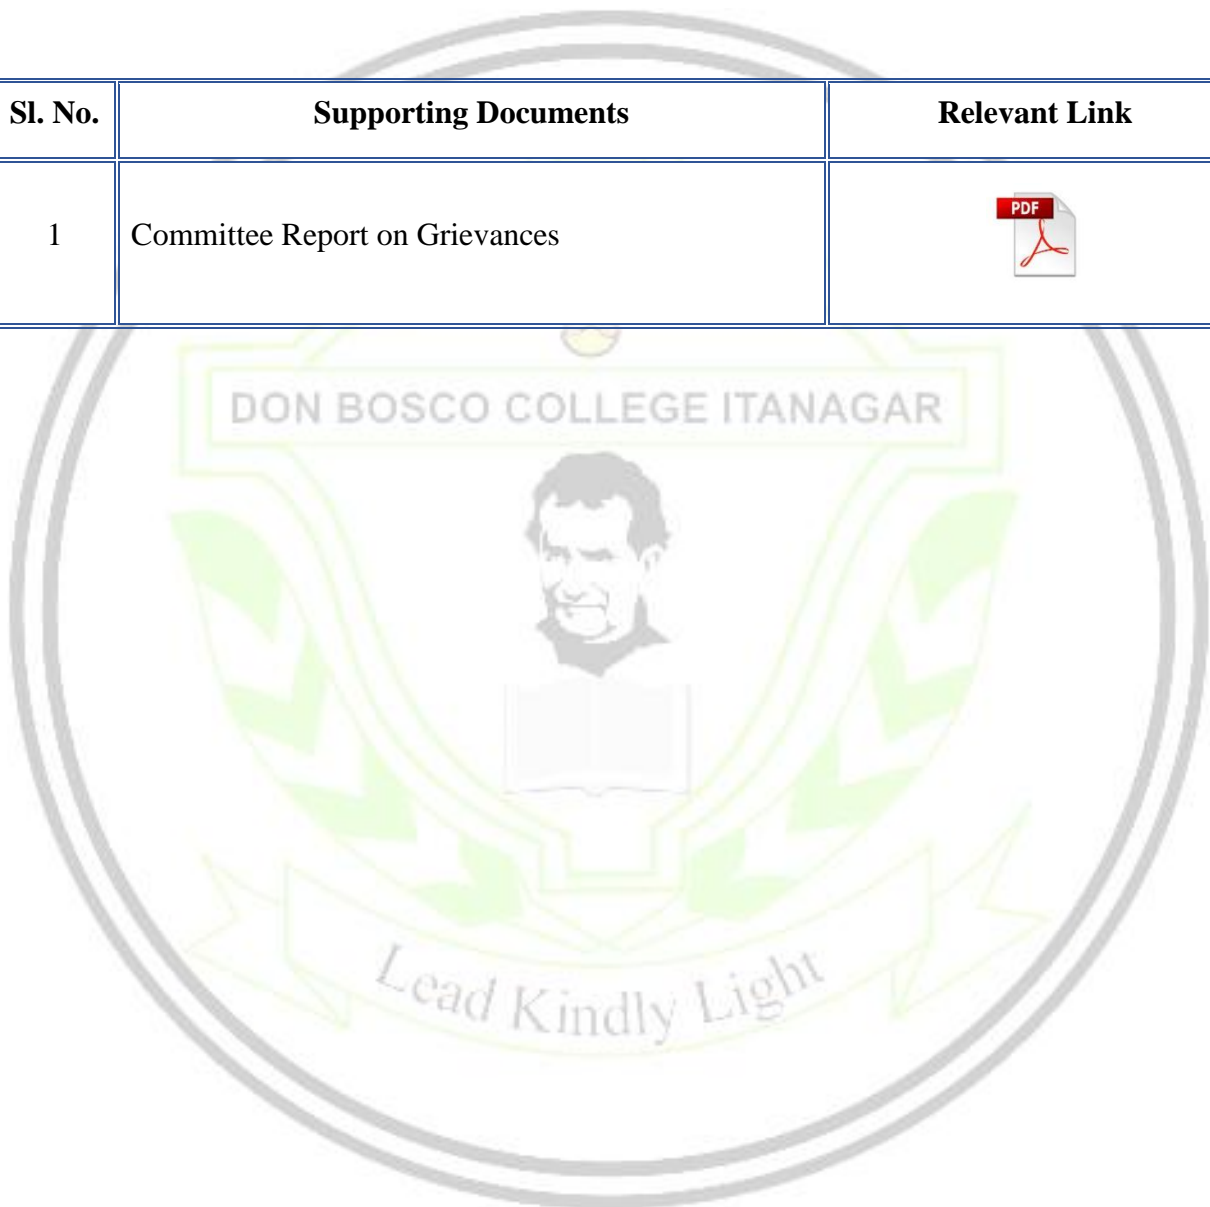 Sl. No. Supporting Documents Relevant Link
PDF
1 Committee Report on Grievances
DON BOSCO COLLEGE ITANAGAR
Lead Kindly Light